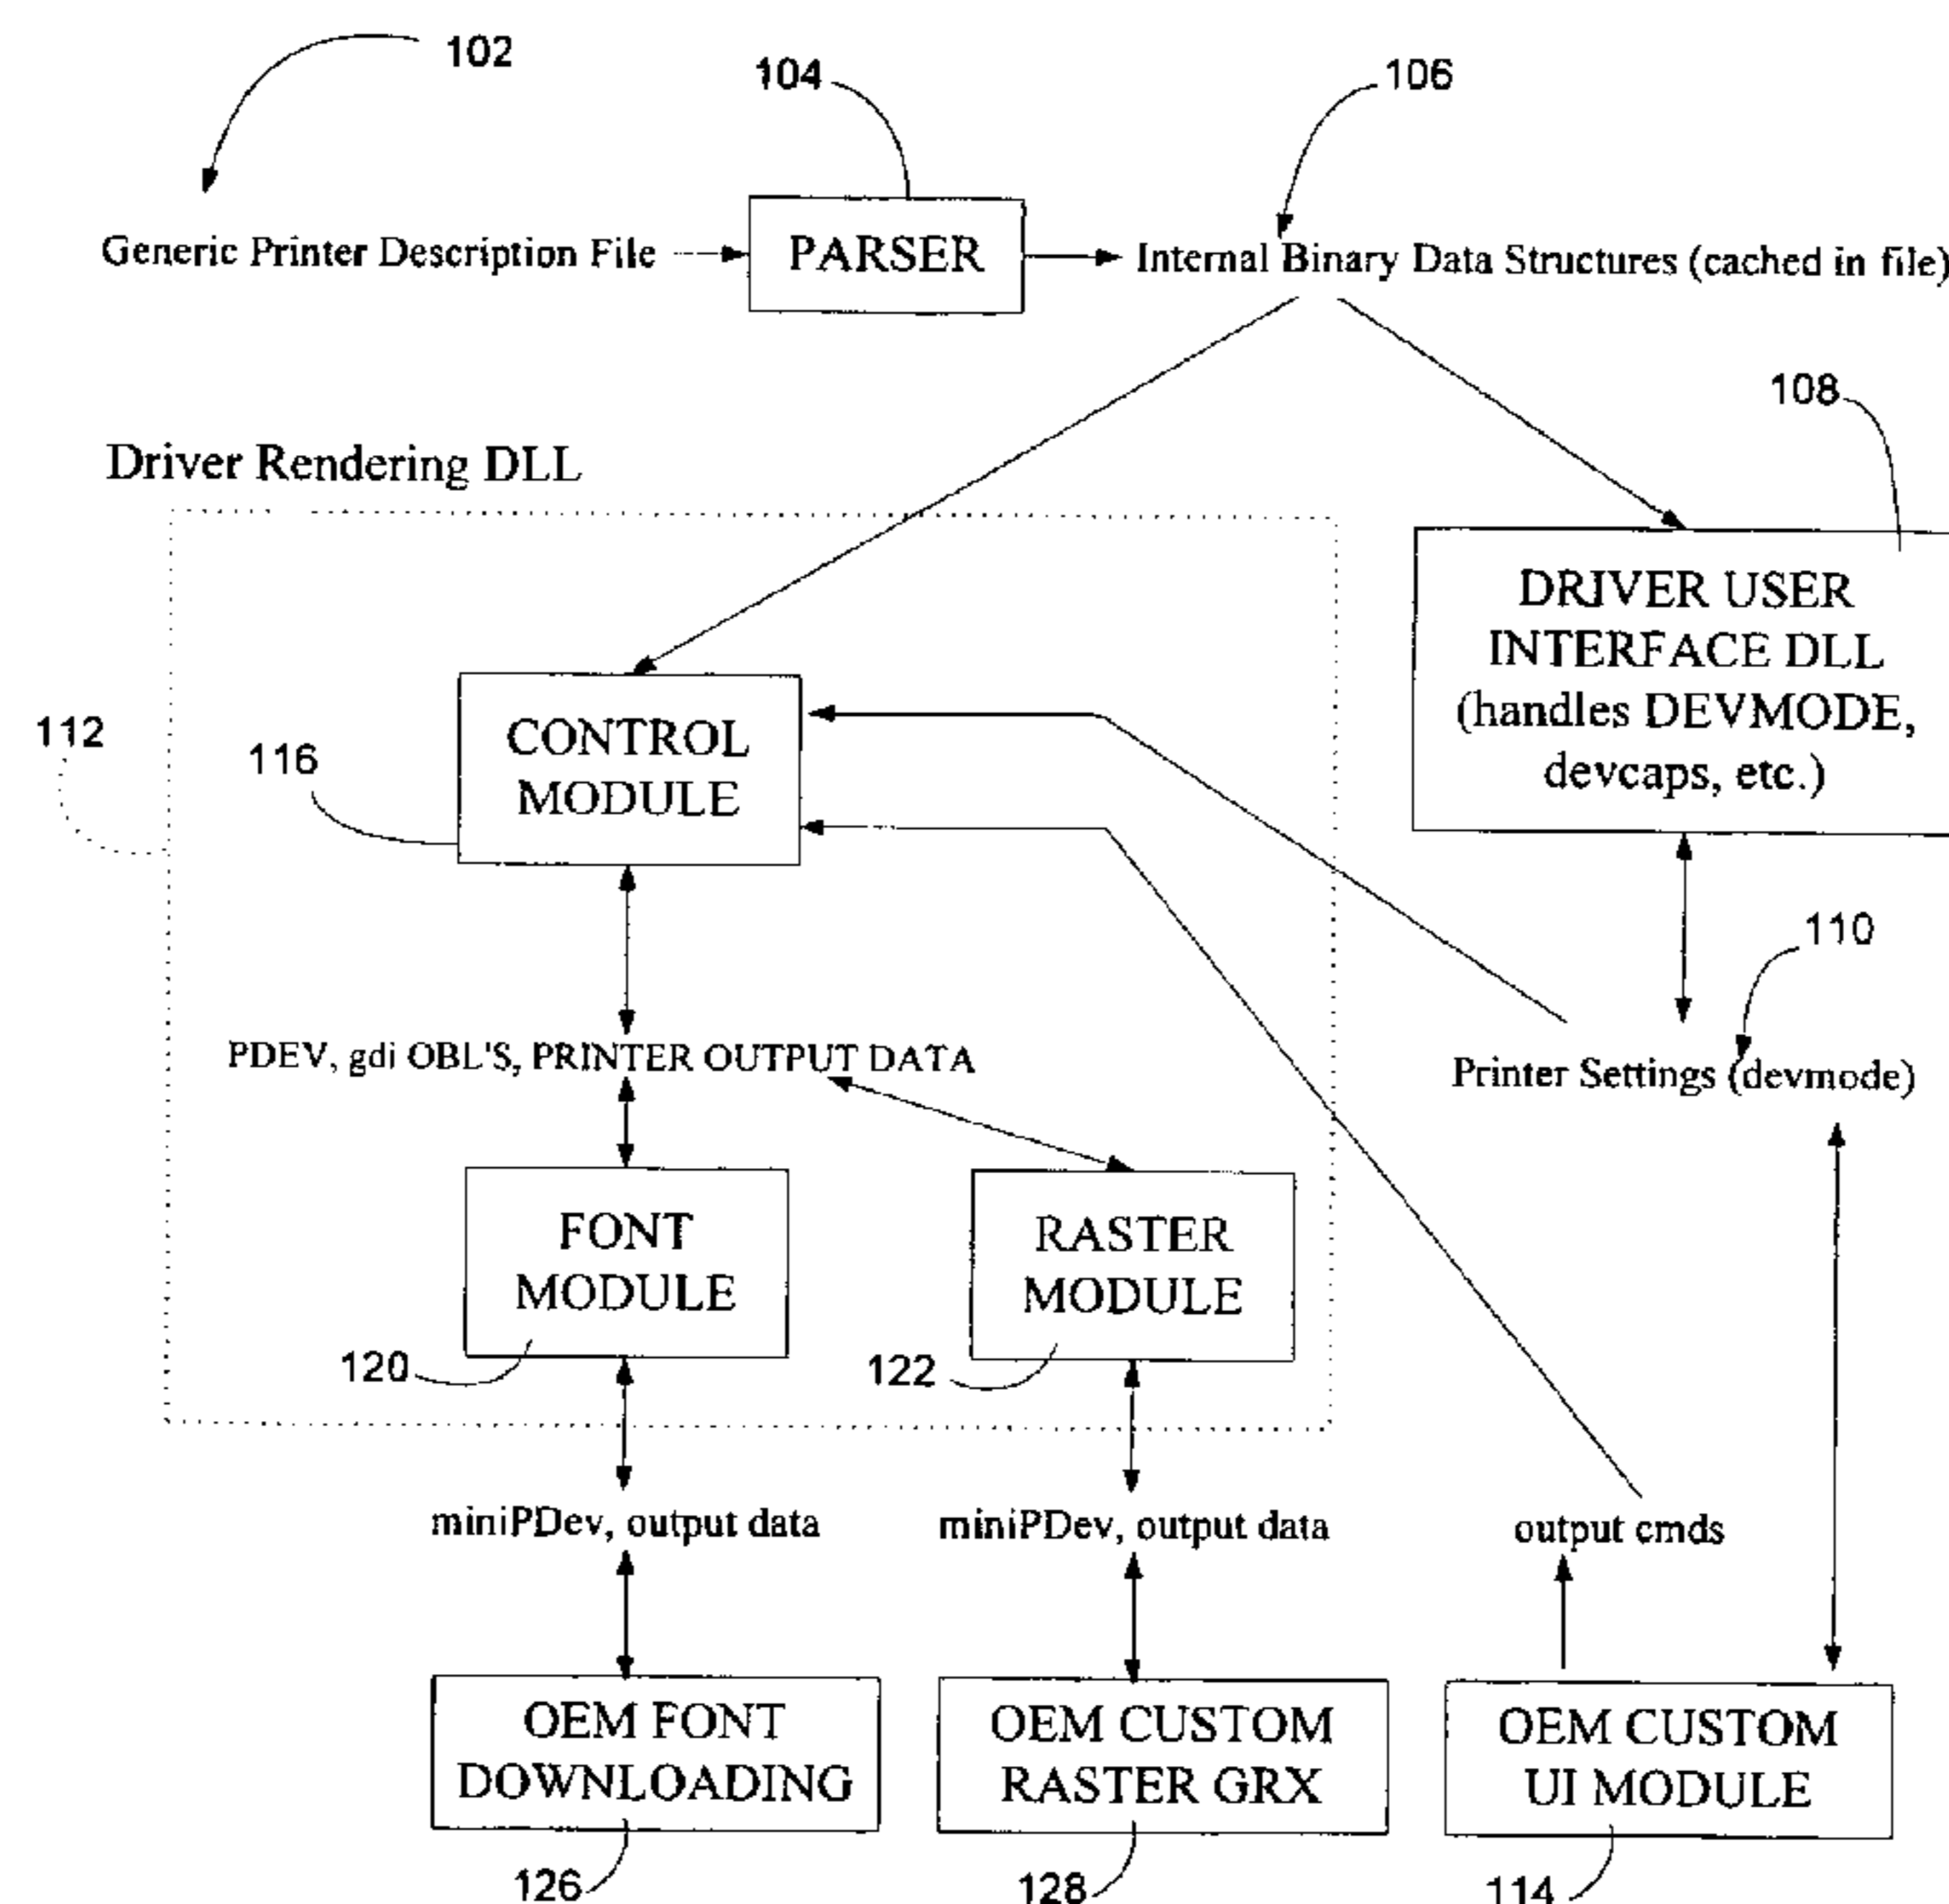 102
104
106
Generic Printer Description File
PARSER
Internal Binary Data Structures (cached in file)
108
Driver Rendering DLL
DRIVER USER
INTERFACE DLL
(handles DEVMODE,
devcaps, etc.)
112
116
CONTROL
MODULE
110
PDEV, gdi OBL'S, PRINTER OUTPUT DATA
Printer Settings (devmode)
FONT
MODULE
RASTER
MODULE
120
122
miniPDev, output data
miniPDev, output data
output cmds
OEM FONT
DOWNLOADING
OEM CUSTOM
RASTER GRX
OEM CUSTOM
UI MODULE
126
128
114